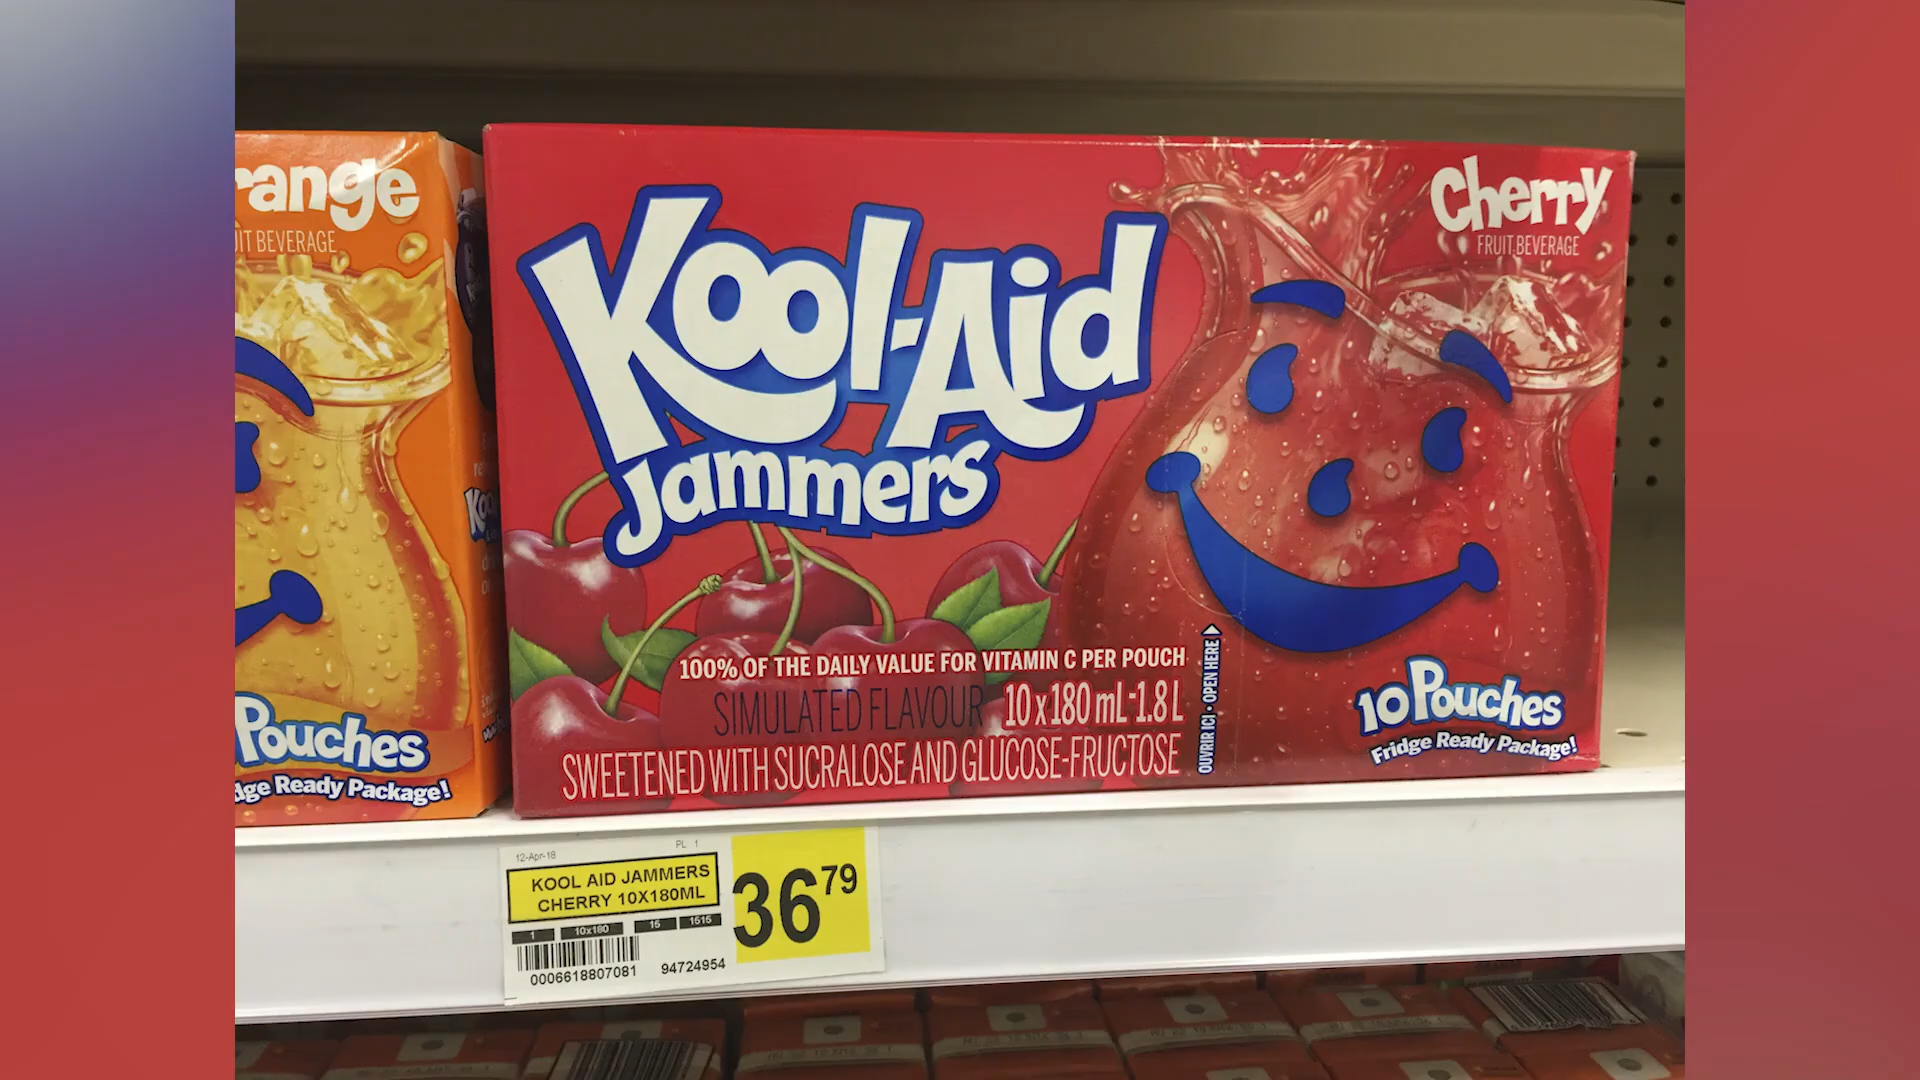 range
FRUIT BEVERAGE
Pouches
Fridge Ready Package!
Kool-Aid
Jammers
Cherry
FRUIT BEVERAGE
100% OF THE DAILY VALUE FOR VITAMIN C PER POUCH
SIMULATED FLAVOUR 10 x 180 mL - 1.8 L
SWEETENED WITH SUCRALOSE AND GLUCOSE-FRUCTOSE
OUVRIR ICI • OPEN HERE
10 Pouches
Fridge Ready Package!
12-Apr-18 PL 1
KOOL AID JAMMERS
CHERRY 10X180ML
36 79
1 10x180 15 1515
0006618807081 94724954